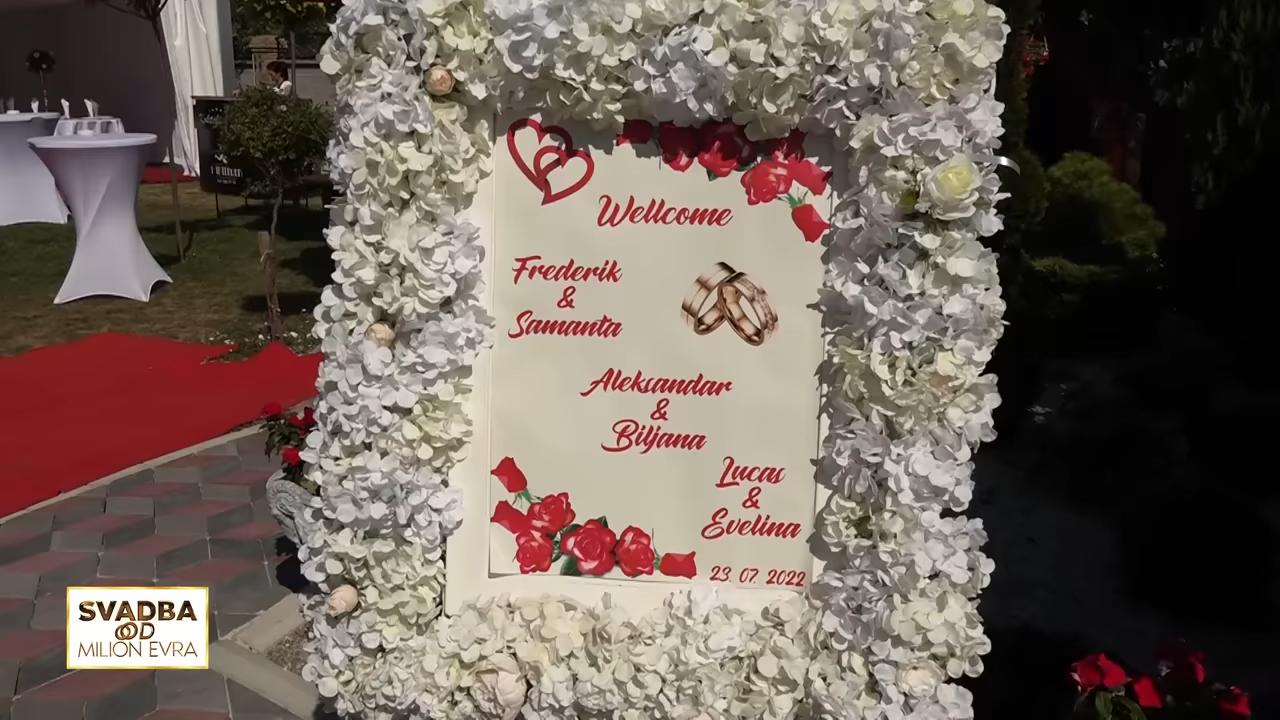 Wellcome
Frederik
&
Samanta
Aleksandar
&
Biljana
Lucas
&
Evelina
23. 07. 2022
SVADBA
OD
MILION EVRA